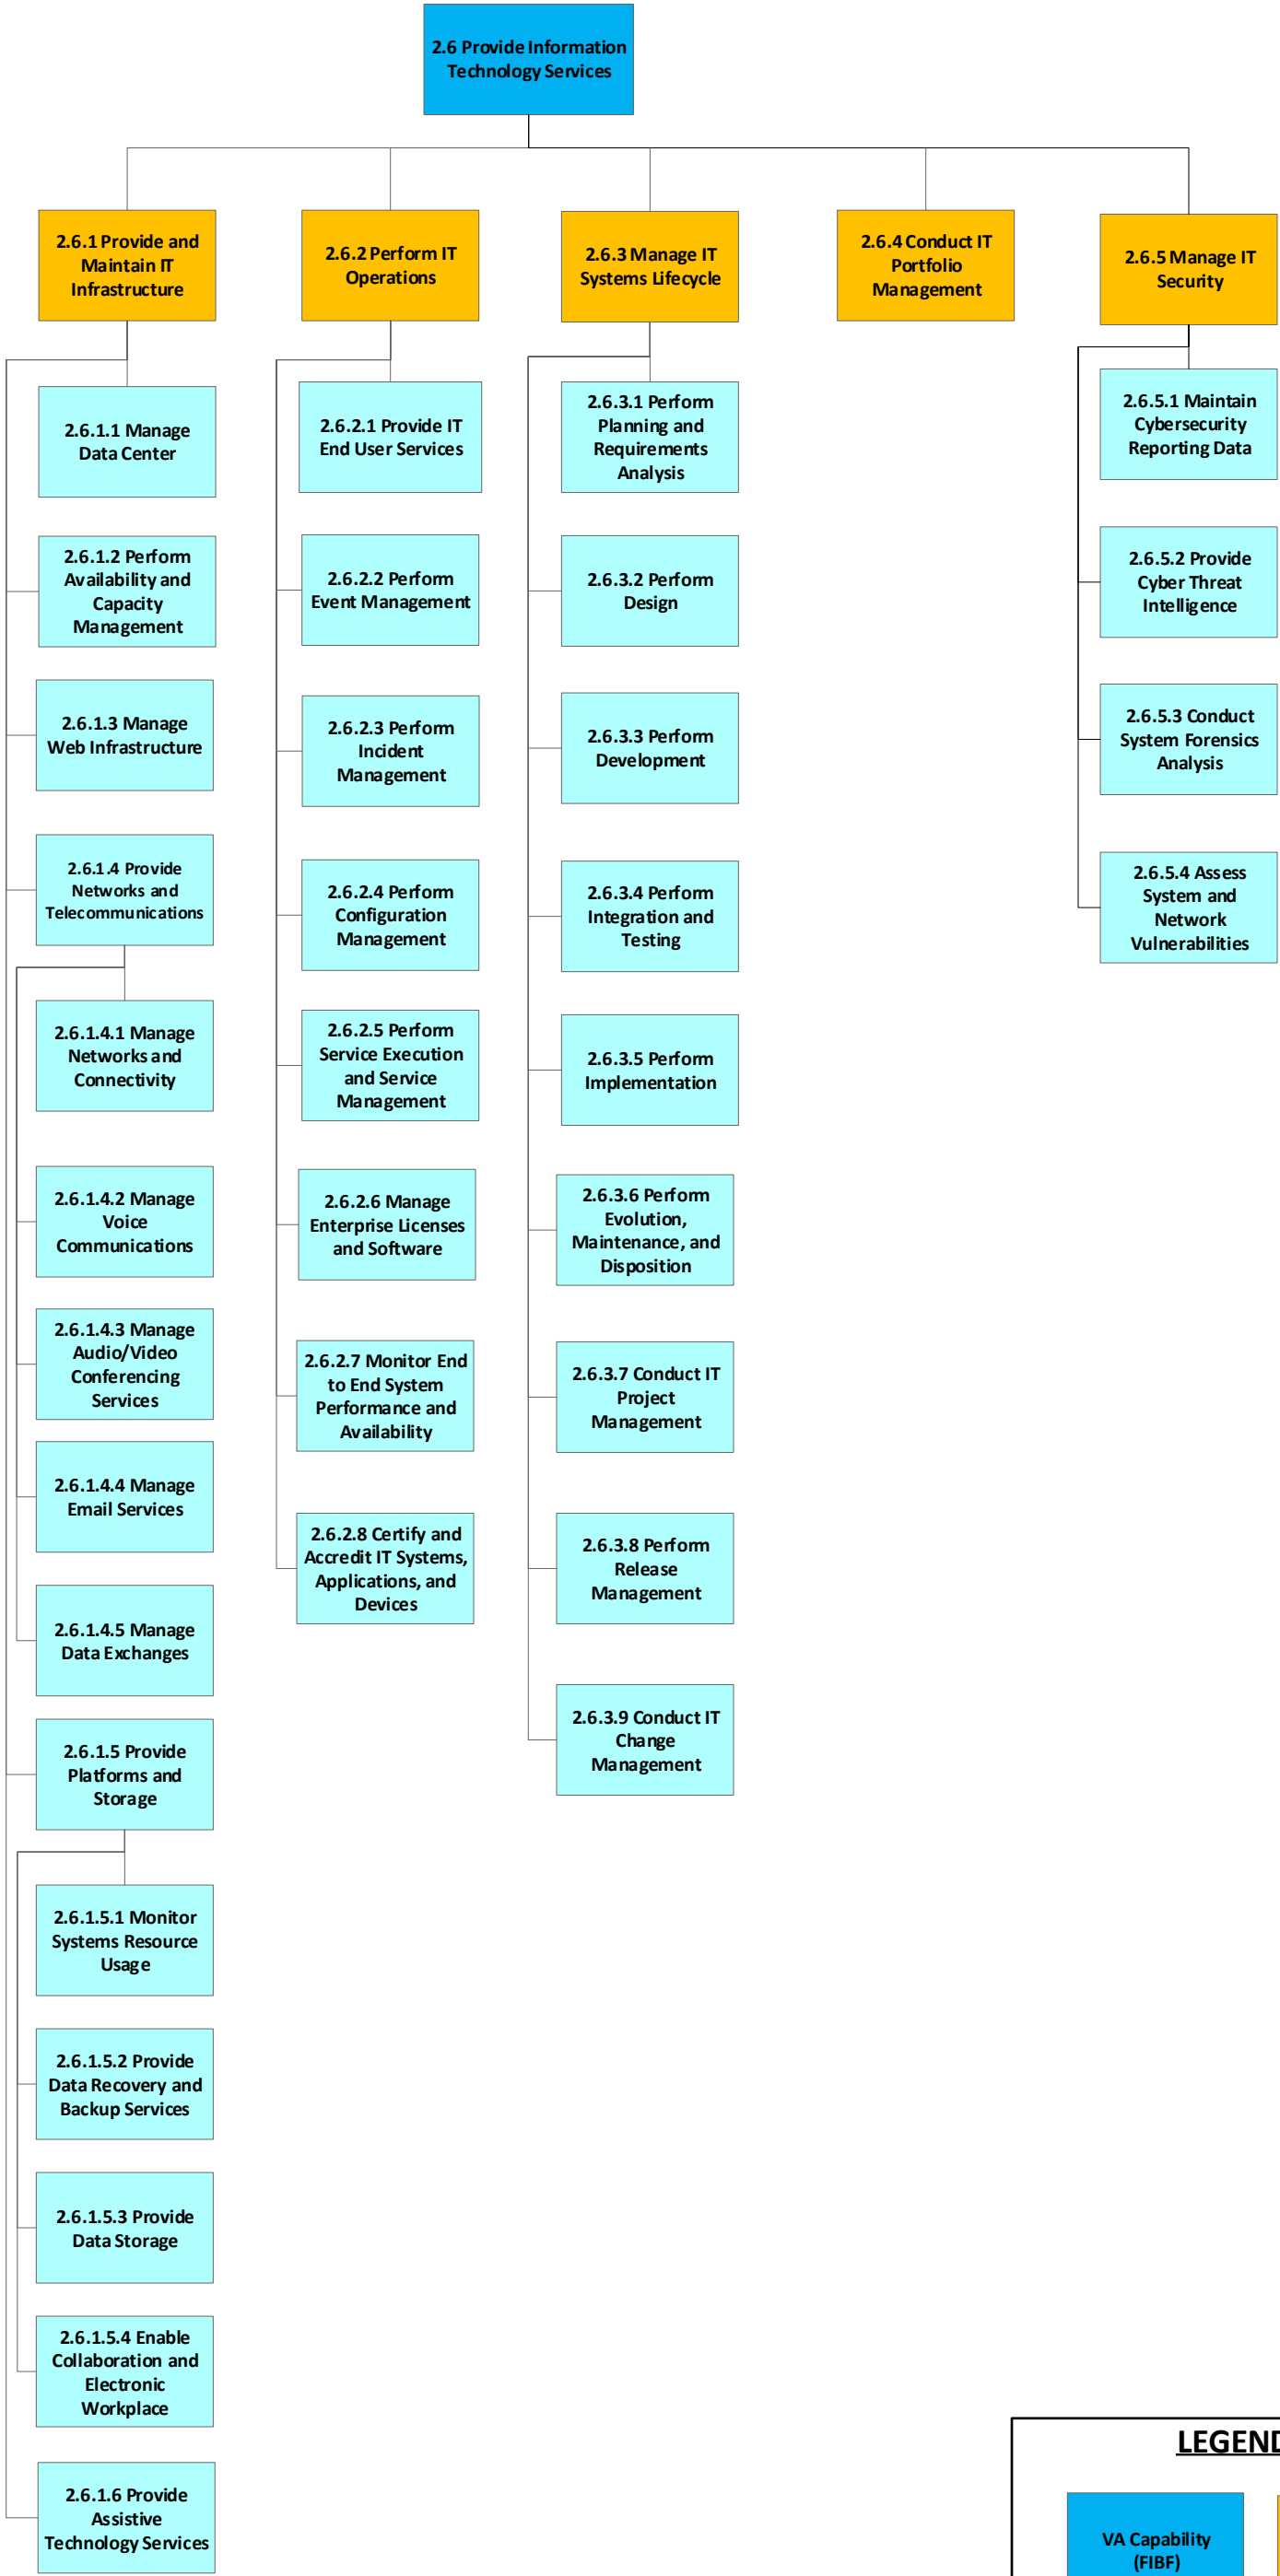 2.6 Provide Information
Technology Services
2.6.1 Provide and
Maintain IT
Infrastructure
2.6.2 Perform IT
Operations
2.6.3 Manage IT
Systems Lifecycle
2.6.4 Conduct IT
Portfolio
Management
2.6.5 Manage IT
Security
2.6.1.1 Manage
Data Center
2.6.1.2 Perform
Availability and
Capacity
Management
2.6.1.3 Manage
Web Infrastructure
2.6.1.4 Provide
Networks and
Telecommunications
2.6.1.4.1 Manage
Networks and
Connectivity
2.6.1.4.2 Manage
Voice
Communications
2.6.1.4.3 Manage
Audio/Video
Conferencing
Services
2.6.1.4.4 Manage
Email Services
2.6.1.4.5 Manage
Data Exchanges
2.6.1.5 Provide
Platforms and
Storage
2.6.1.5.1 Monitor
Systems Resource
Usage
2.6.1.5.2 Provide
Data Recovery and
Backup Services
2.6.1.5.3 Provide
Data Storage
2.6.1.5.4 Enable
Collaboration and
Electronic
Workplace
2.6.1.6 Provide
Assistive
Technology Services
2.6.2.1 Provide IT
End User Services
2.6.2.2 Perform
Event Management
2.6.2.3 Perform
Incident
Management
2.6.2.4 Perform
Configuration
Management
2.6.2.5 Perform
Service Execution
and Service
Management
2.6.2.6 Manage
Enterprise Licenses
and Software
2.6.2.7 Monitor End
to End System
Performance and
Availability
2.6.2.8 Certify and
Accredit IT Systems,
Applications, and
Devices
2.6.3.1 Perform
Planning and
Requirements
Analysis
2.6.3.2 Perform
Design
2.6.3.3 Perform
Development
2.6.3.4 Perform
Integration and
Testing
2.6.3.5 Perform
Implementation
2.6.3.6 Perform
Evolution,
Maintenance, and
Disposition
2.6.3.7 Conduct IT
Project
Management
2.6.3.8 Perform
Release
Management
2.6.3.9 Conduct IT
Change
Management
2.6.5.1 Maintain
Cybersecurity
Reporting Data
2.6.5.2 Provide
Cyber Threat
Intelligence
2.6.5.3 Conduct
System Forensics
Analysis
2.6.5.4 Assess
System and
Network
Vulnerabilities
LEGEND
VA Capability
(FIBF)